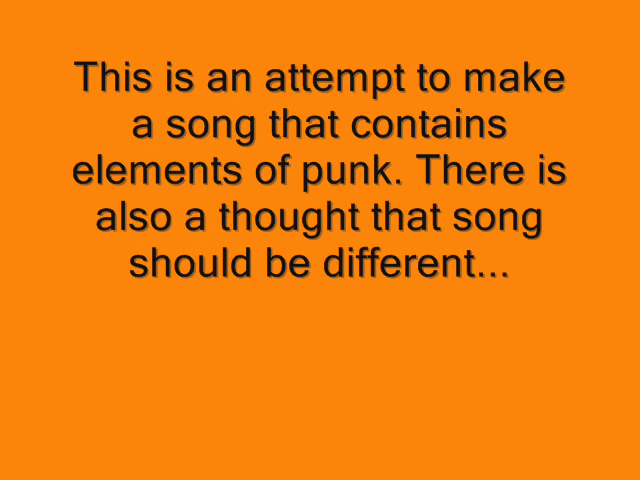 This is an attempt to make
a song that contains
elements of punk. There is
also a thought that song
should be different...